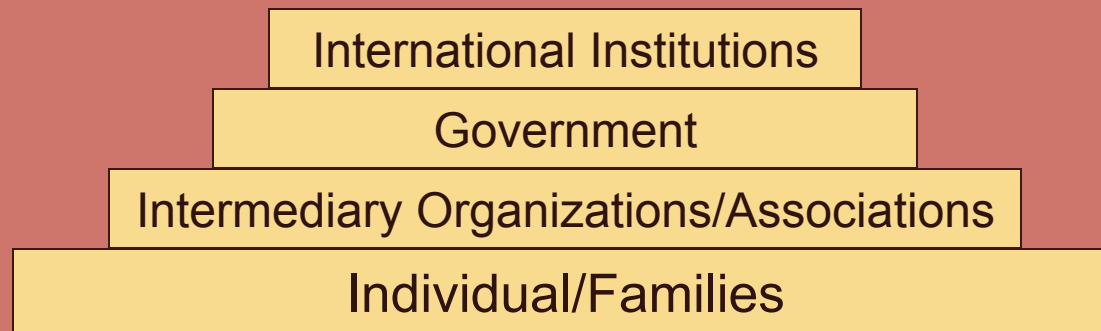 International Institutions
Government
Intermediary Organizations/Associations
Individual/Families